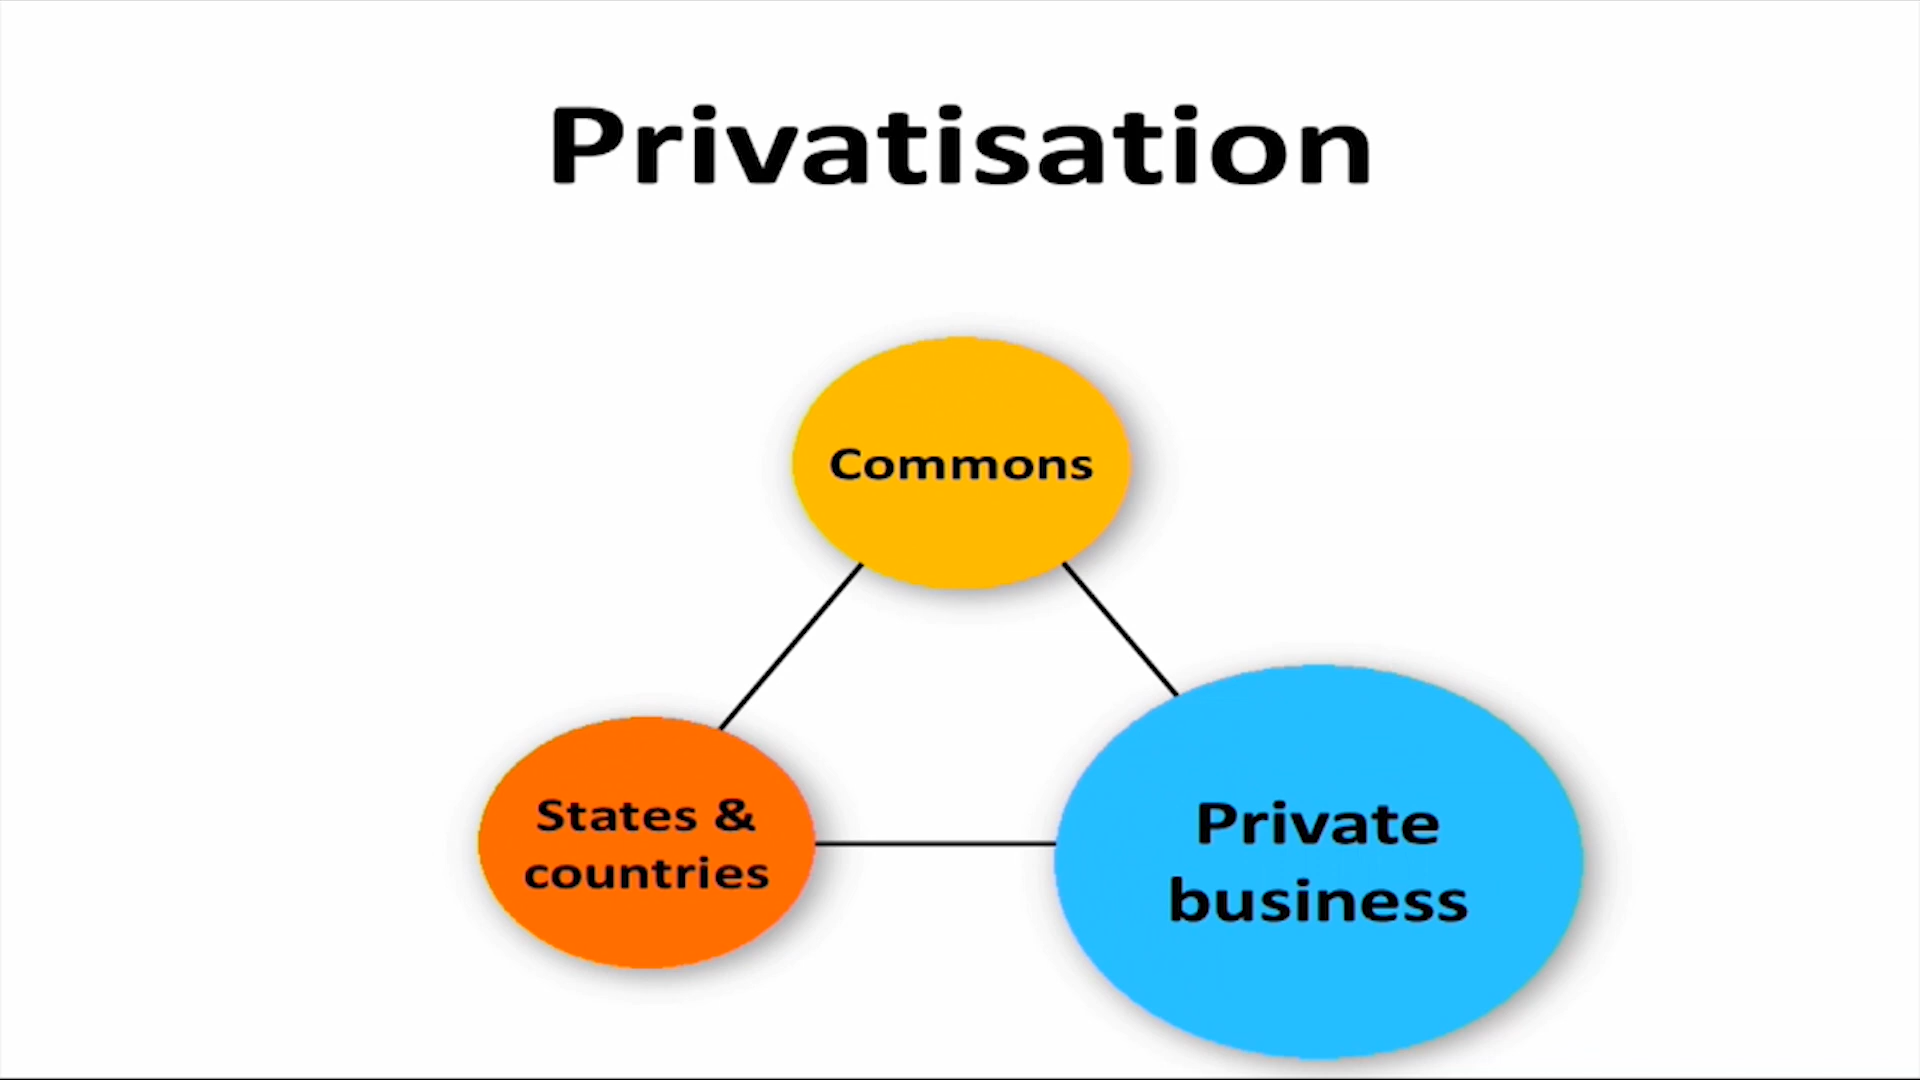 Privatisation
Commons
States &
countries
Private
business